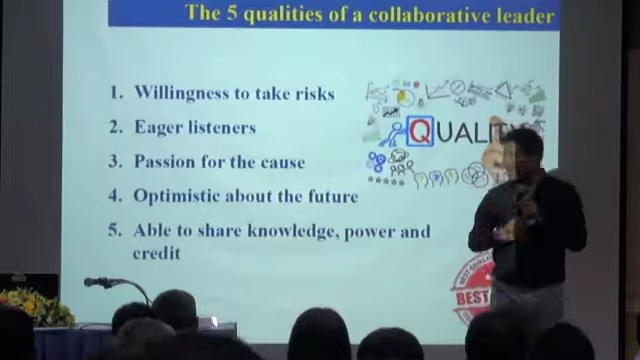 The 5 qualities of a collaborative leader
1. Willingness to take risks
2. Eager listeners
3. Passion for the cause
4. Optimistic about the future
5. Able to share knowledge, power and
credit
QUALITY
BEST